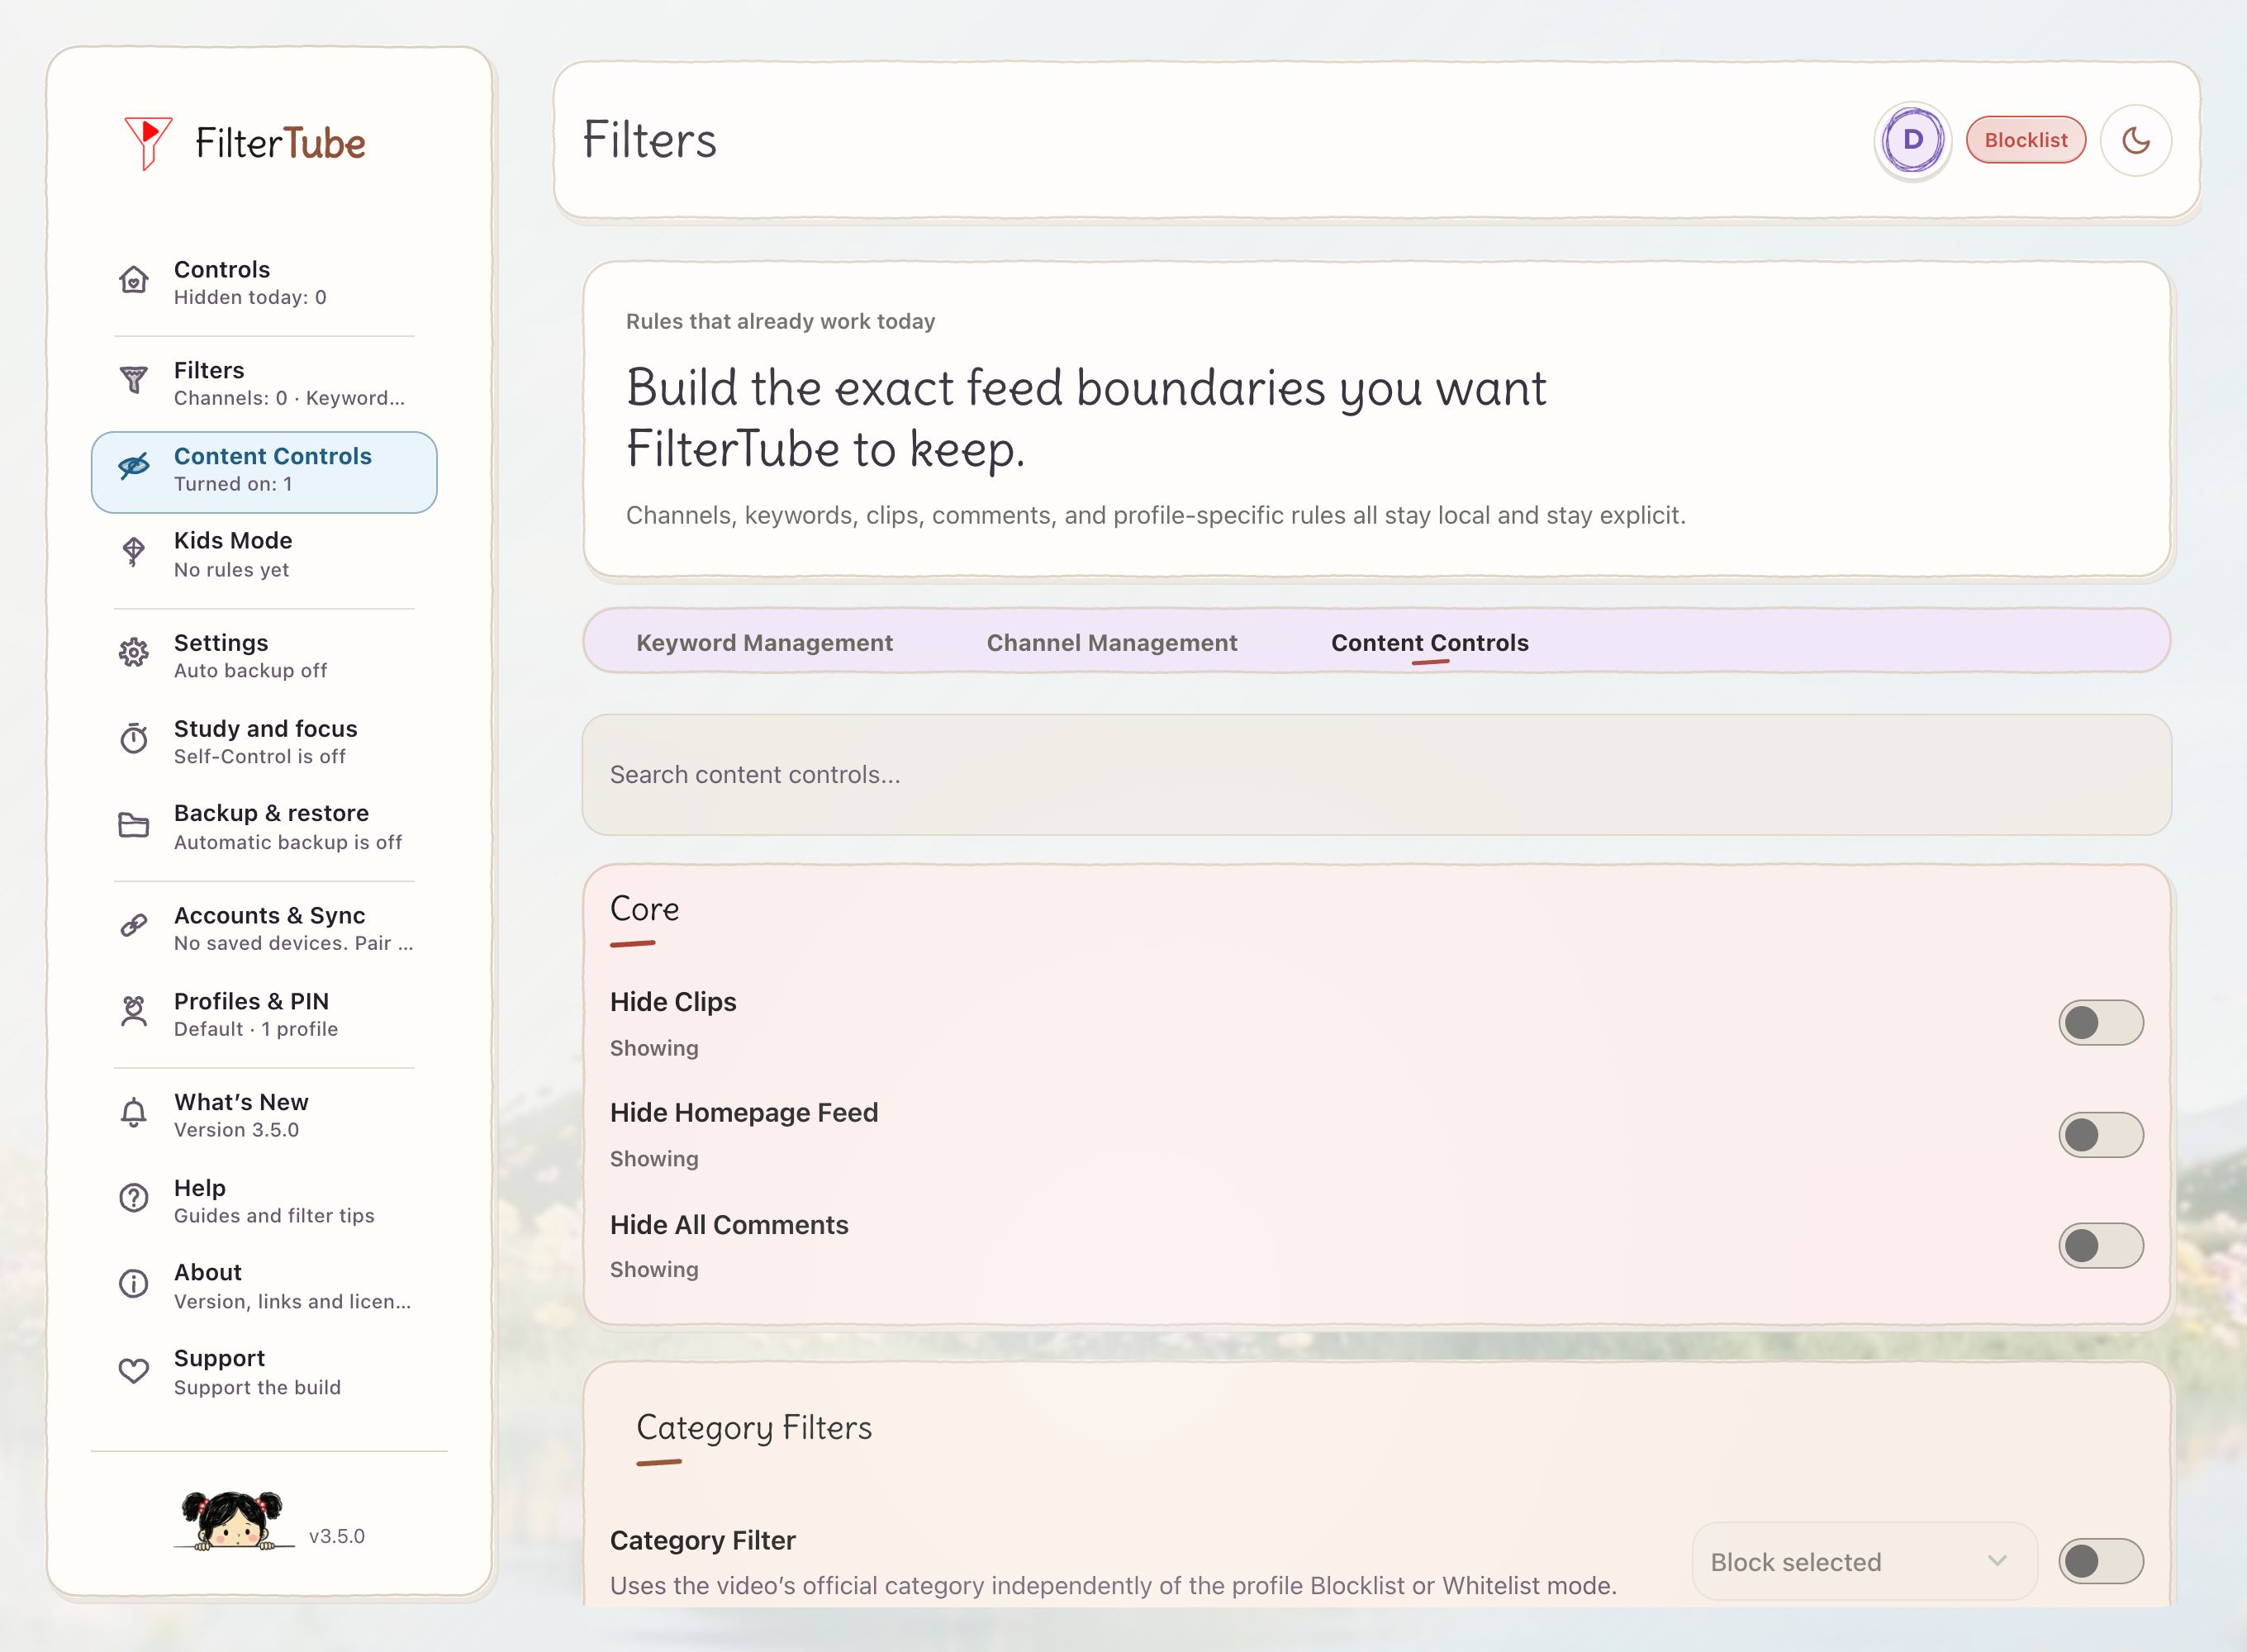 FilterTube
Controls
Hidden today: 0
Filters
Channels: 0 · Keyword...
Content Controls
Turned on: 1
Kids Mode
No rules yet
Settings
Auto backup off
Study and focus
Self-Control is off
Backup & restore
Automatic backup is off
Accounts & Sync
No saved devices. Pair ...
Profiles & PIN
Default · 1 profile
What’s New
Version 3.5.0
Help
Guides and filter tips
About
Version, links and licen...
Support
Support the build
v3.5.0
Filters
D
Blocklist
Rules that already work today
Build the exact feed boundaries you want
FilterTube to keep.
Channels, keywords, clips, comments, and profile-specific rules all stay local and stay explicit.
Keyword Management
Channel Management
Content Controls
Search content controls...
Core
Hide Clips
Showing
Hide Homepage Feed
Showing
Hide All Comments
Showing
Category Filters
Category Filter
Uses the video’s official category independently of the profile Blocklist or Whitelist mode.
Block selected